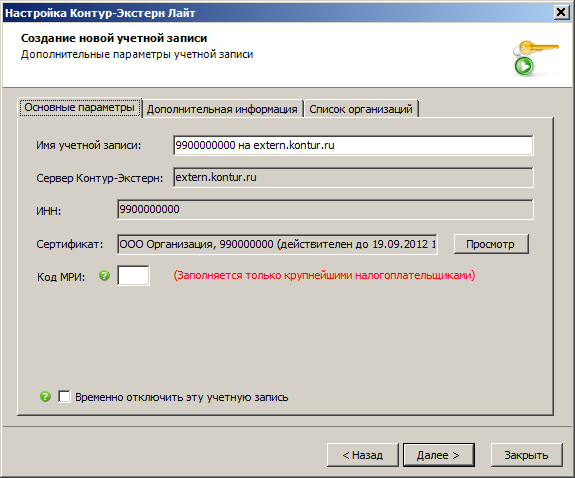 Настройка Контур-Экстерн Лайт
Создание новой учетной записи
Дополнительные параметры учетной записи
Основные параметры Дополнительная информация Список организаций
Имя учетной записи: 9900000000 на extern.kontur.ru
Сервер Контур-Экстерн: extern.kontur.ru
ИНН: 9900000000
Сертификат: ООО Организация, 990000000 (действителен до 19.09.2012 1 Просмотр
Код МРИ: ? (Заполняется только крупнейшими налогоплательщиками)
? Временно отключить эту учетную запись
< Назад Далее > Закрыть